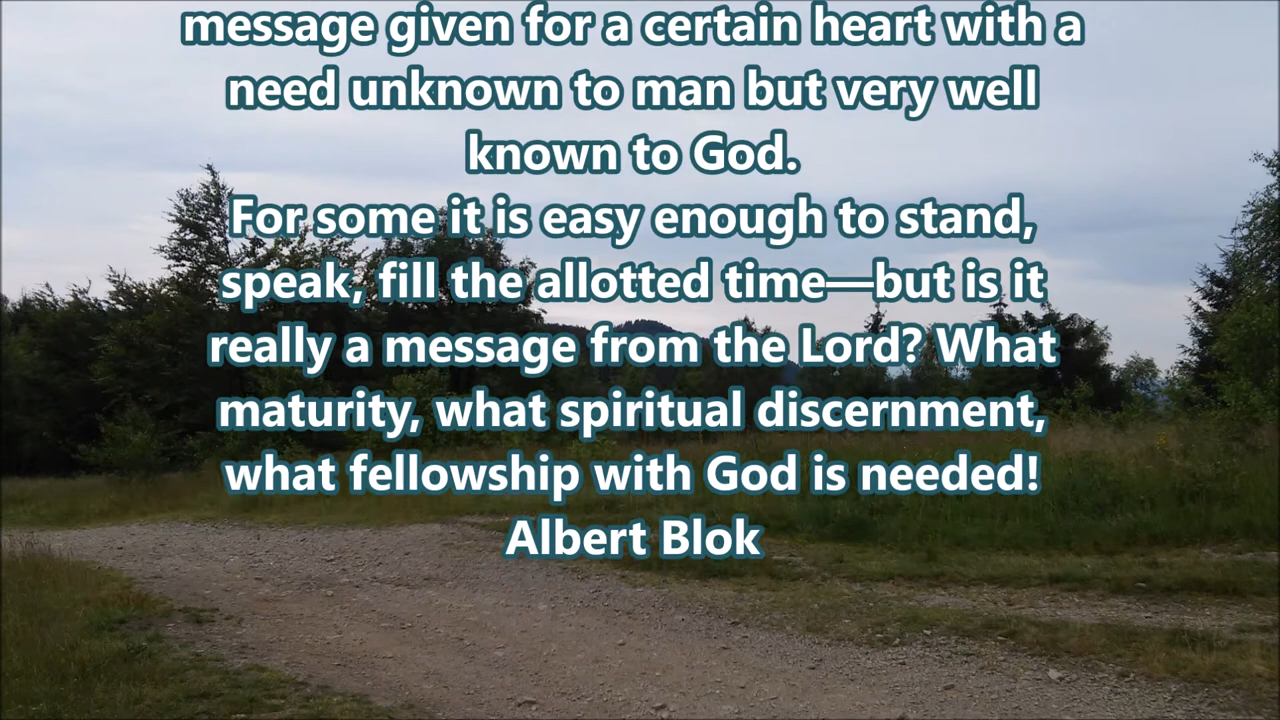 message given for a certain heart with a
need unknown to man but very well
known to God.
For some it is easy enough to stand,
speak, fill the allotted time—but is it
really a message from the Lord? What
maturity, what spiritual discernment,
what fellowship with God is needed!
Albert Blok